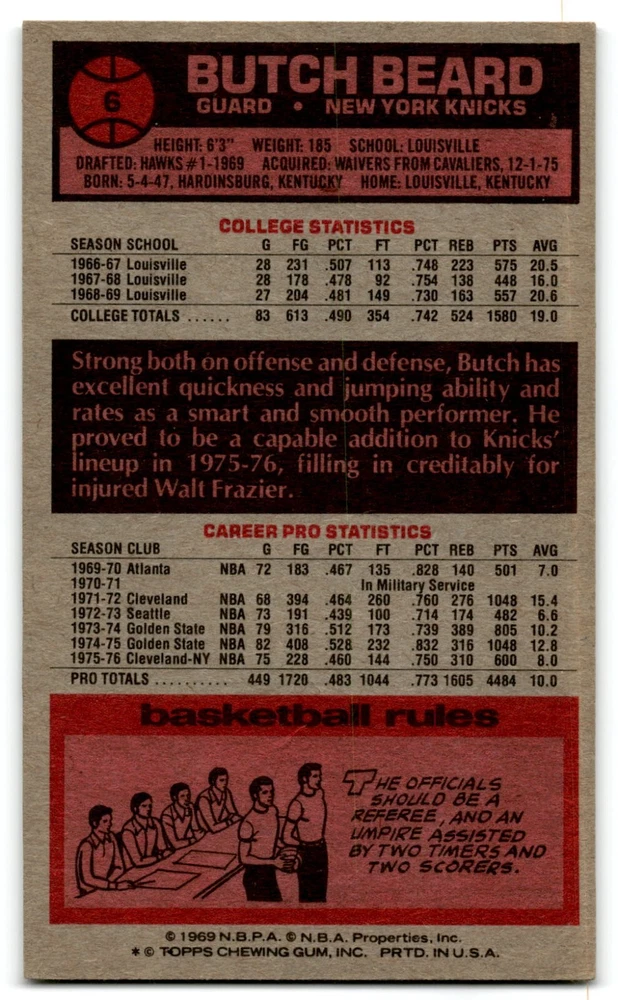 6
BUTCH BEARD
GUARD • NEW YORK KNICKS
HEIGHT: 6'3" WEIGHT: 185 SCHOOL: LOUISVILLE
DRAFTED: HAWKS #1-1969 ACQUIRED: WAIVERS FROM CAVALIERS, 12-1-75
BORN: 5-4-47, HARDINSBURG, KENTUCKY HOME: LOUISVILLE, KENTUCKY
COLLEGE STATISTICS
SEASON SCHOOL G FG PCT FT PCT REB PTS AVG
1966-67 Louisville 28 231 .507 113 .748 223 575 20.5
1967-68 Louisville 28 178 .478 92 .754 138 448 16.0
1968-69 Louisville 27 204 .481 149 .730 163 557 20.6
COLLEGE TOTALS ...... 83 613 .490 354 .742 524 1580 19.0
Strong both on offense and defense, Butch has
excellent quickness and jumping ability and
rates as a smart and smooth performer. He
proved to be a capable addition to Knicks'
lineup in 1975-76, filling in creditably for
injured Walt Frazier.
CAREER PRO STATISTICS
SEASON CLUB G FG PCT FT PCT REB PTS AVG
1969-70 Atlanta NBA 72 183 .467 135 .828 140 501 7.0
1970-71 In Military Service
1971-72 Cleveland NBA 68 394 .464 260 .760 276 1048 15.4
1972-73 Seattle NBA 73 191 .439 100 .714 174 482 6.6
1973-74 Golden State NBA 79 316 .512 173 .739 389 805 10.2
1974-75 Golden State NBA 82 408 .528 232 .832 316 1048 12.8
1975-76 Cleveland-NY NBA 75 228 .460 144 .750 310 600 8.0
PRO TOTALS .......... 449 1720 .483 1044 .773 1605 4484 10.0
basketball rules
THE OFFICIALS
SHOULD BE A
REFEREE, AND AN
UMPIRE ASSISTED
BY TWO TIMERS AND
TWO SCORERS.
© 1969 N.B.P.A. © N.B.A. Properties, Inc.
* © TOPPS CHEWING GUM, INC. PRTD. IN U.S.A.